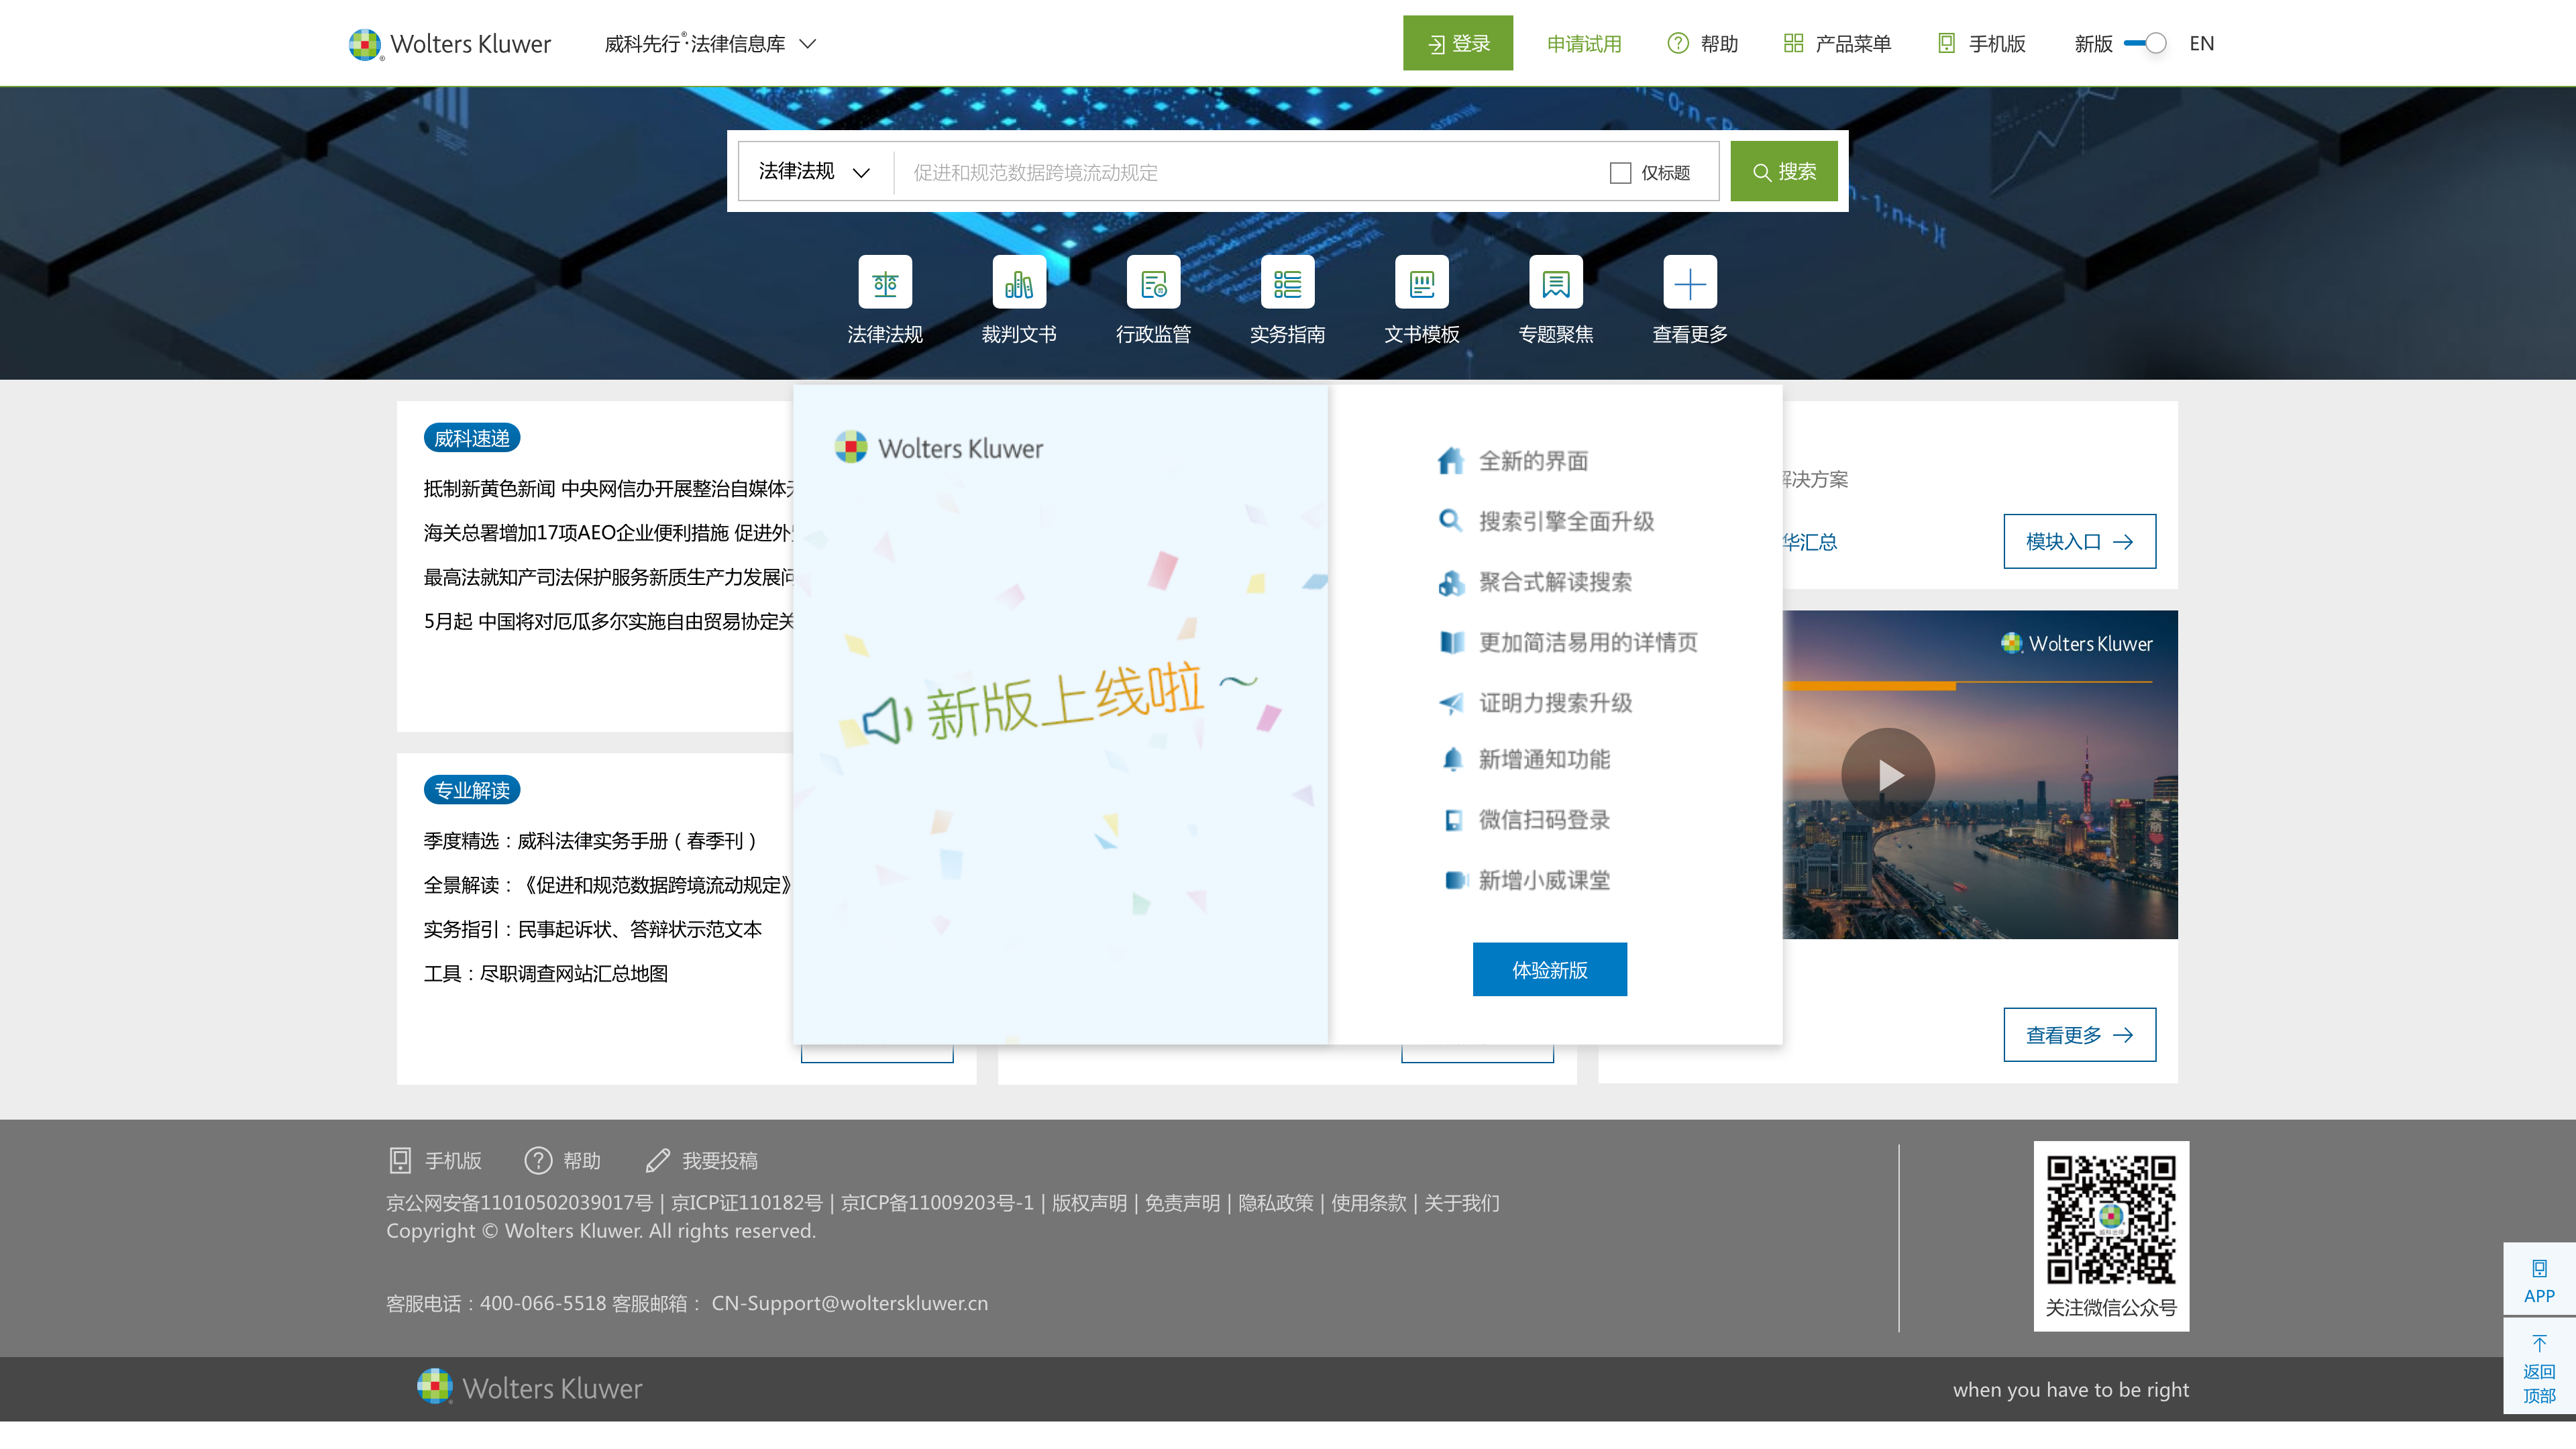 Wolters Kluwer
威科先行®·法律信息库
登录
申请试用
帮助
产品菜单
手机版
新版
EN
法律法规
促进和规范数据跨境流动规定
仅标题
搜索
法律法规
裁判文书
行政监管
实务指南
文书模板
专题聚焦
查看更多
威科速递
抵制新黄色新闻 中央网信办开展整治自媒体
海关总署增加17项AEO企业便利措施 促进外
最高法就知产司法保护服务新质生产力发展问
5月起 中国将对厄瓜多尔实施自由贸易协定关
专业解读
季度精选：威科法律实务手册（春季刊）
全景解读：《促进和规范数据跨境流动规定》
实务指引：民事起诉状、答辩状示范文本
工具：尽职调查网站汇总地图
Wolters Kluwer
新版上线啦～
全新的界面
搜索引擎全面升级
聚合式解读搜索
更加简洁易用的详情页
证明力搜索升级
新增通知功能
微信扫码登录
新增小威课堂
体验新版
解决方案
华汇总
模块入口
Wolters Kluwer
查看更多
手机版
帮助
我要投稿
京公网安备11010502039017号 | 京ICP证110182号 | 京ICP备11009203号-1 | 版权声明 | 免责声明 | 隐私政策 | 使用条款 | 关于我们
Copyright © Wolters Kluwer. All rights reserved.
客服电话：400-066-5518 客服邮箱： CN-Support@wolterskluwer.cn
关注微信公众号
APP
返回
顶部
Wolters Kluwer
when you have to be right